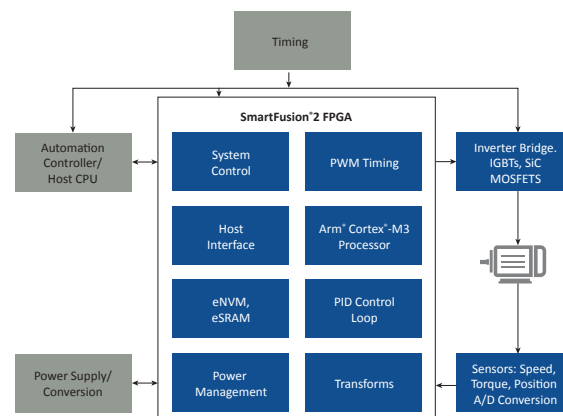 Timing
SmartFusion®2 FPGA
Automation
Controller/
Host CPU
System
Control
PWM Timing
Inverter Bridge.
IGBTs, SiC
MOSFETS
Host
Interface
Arm® Cortex®-M3
Processor
eNVM,
eSRAM
PID Control
Loop
Power Supply/
Conversion
Power
Management
Transforms
Sensors: Speed,
Torque, Position
A/D Conversion